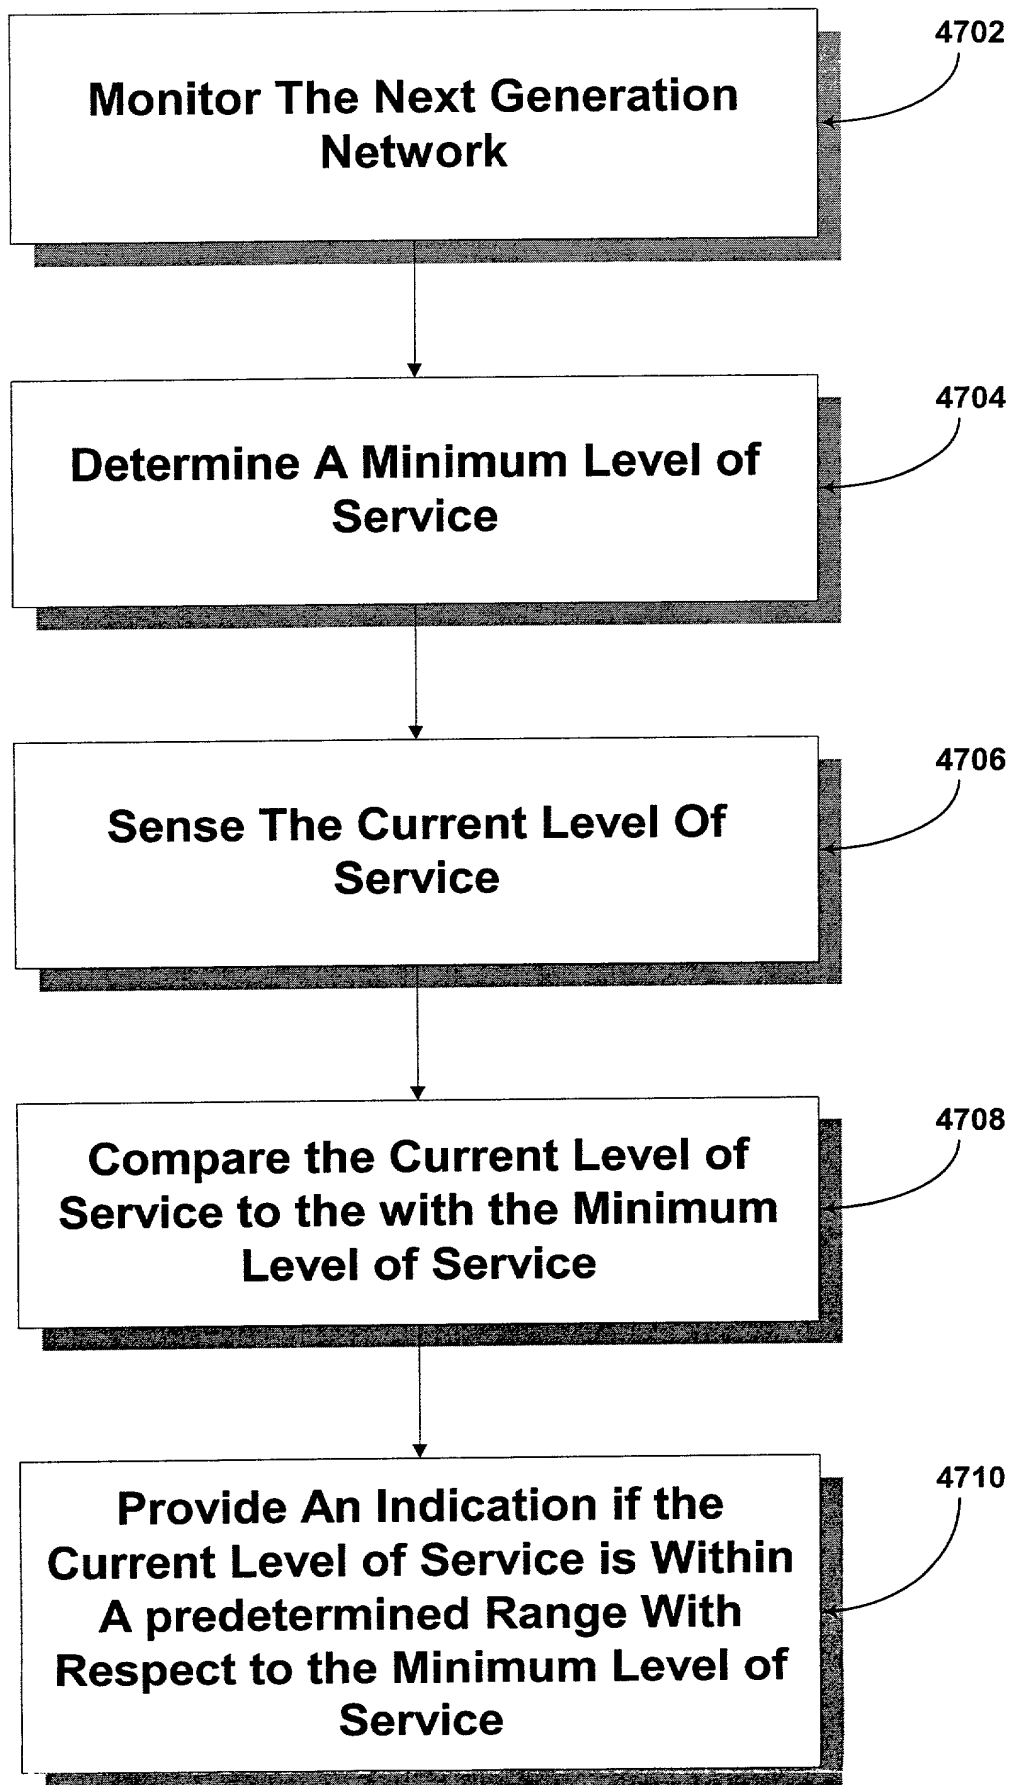 4702
Monitor The Next Generation
Network
4704
Determine A Minimum Level of
Service
4706
Sense The Current Level Of
Service
4708
Compare the Current Level of
Service to the with the Minimum
Level of Service
4710
Provide An Indication if the
Current Level of Service is Within
A predetermined Range With
Respect to the Minimum Level of
Service